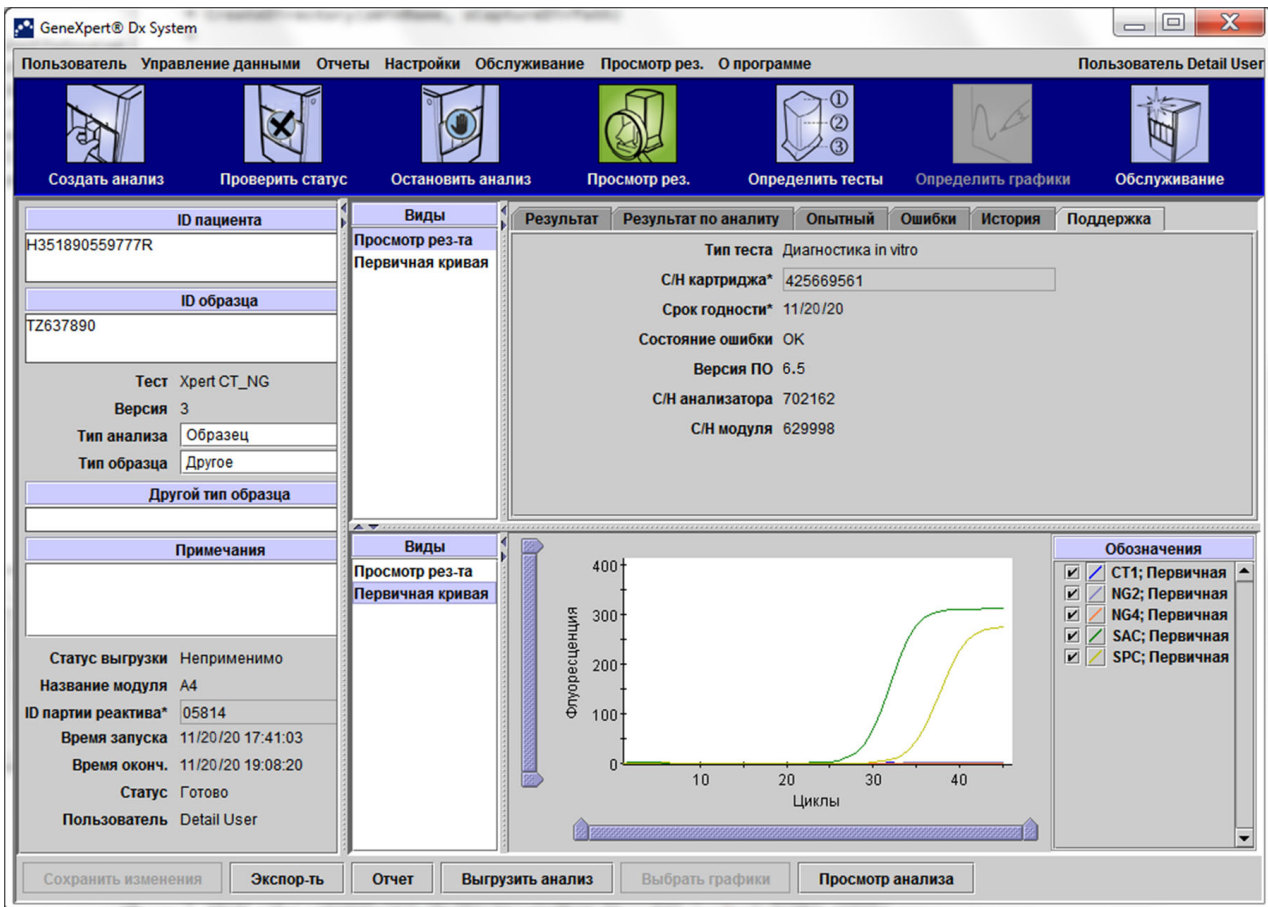 GeneXpert® Dx System
Пользователь Управление данными Отчеты Настройки Обслуживание Просмотр рез. О программе Пользователь Detail User
Создать анализ Проверить статус Остановить анализ Просмотр рез. Определить тесты Определить графики Обслуживание
ID пациента
H351890559777R
ID образца
TZ637890
Тест Xpert CT_NG
Версия 3
Тип анализа Образец
Тип образца Другое
Другой тип образца
Примечания
Статус выгрузки Неприменимо
Название модуля A4
ID партии реактива* 05814
Время запуска 11/20/20 17:41:03
Время оконч. 11/20/20 19:08:20
Статус Готово
Пользователь Detail User
Виды
Просмотр рез-та
Первичная кривая
Результат Результат по аналиту Опытный Ошибки История Поддержка
Тип теста Диагностика in vitro
С/Н картриджа* 425669561
Срок годности* 11/20/20
Состояние ошибки OK
Версия ПО 6.5
С/Н анализатора 702162
С/Н модуля 629998
Виды
Просмотр рез-та
Первичная кривая
Флуоресценция
400
300
200
100
0
10 20 30 40
Циклы
Обозначения
CT1; Первичная
NG2; Первичная
NG4; Первичная
SAC; Первичная
SPC; Первичная
Сохранить изменения Экспор-ть Отчет Выгрузить анализ Выбрать графики Просмотр анализа